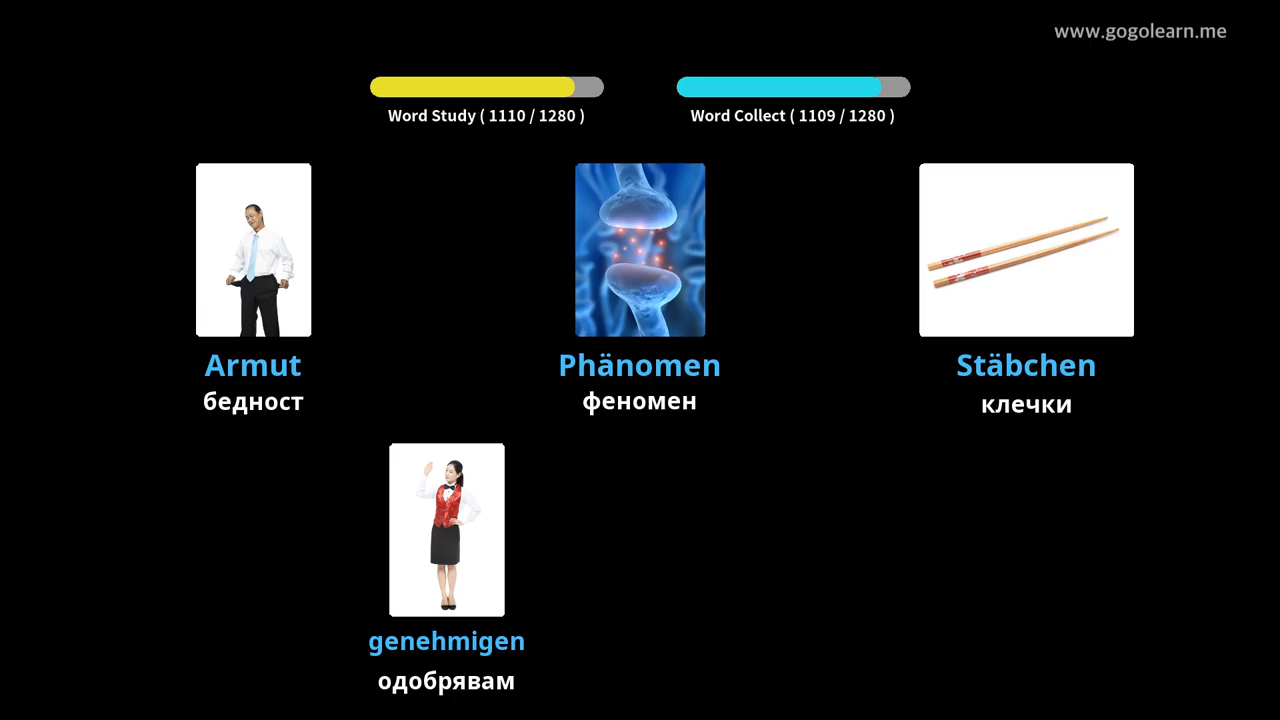 www.gogolearn.me
Word Study ( 1110 / 1280 )
Word Collect ( 1109 / 1280 )
Armut
Phänomen
Stäbchen
бедност
феномен
клечки
genehmigen
одобрявам